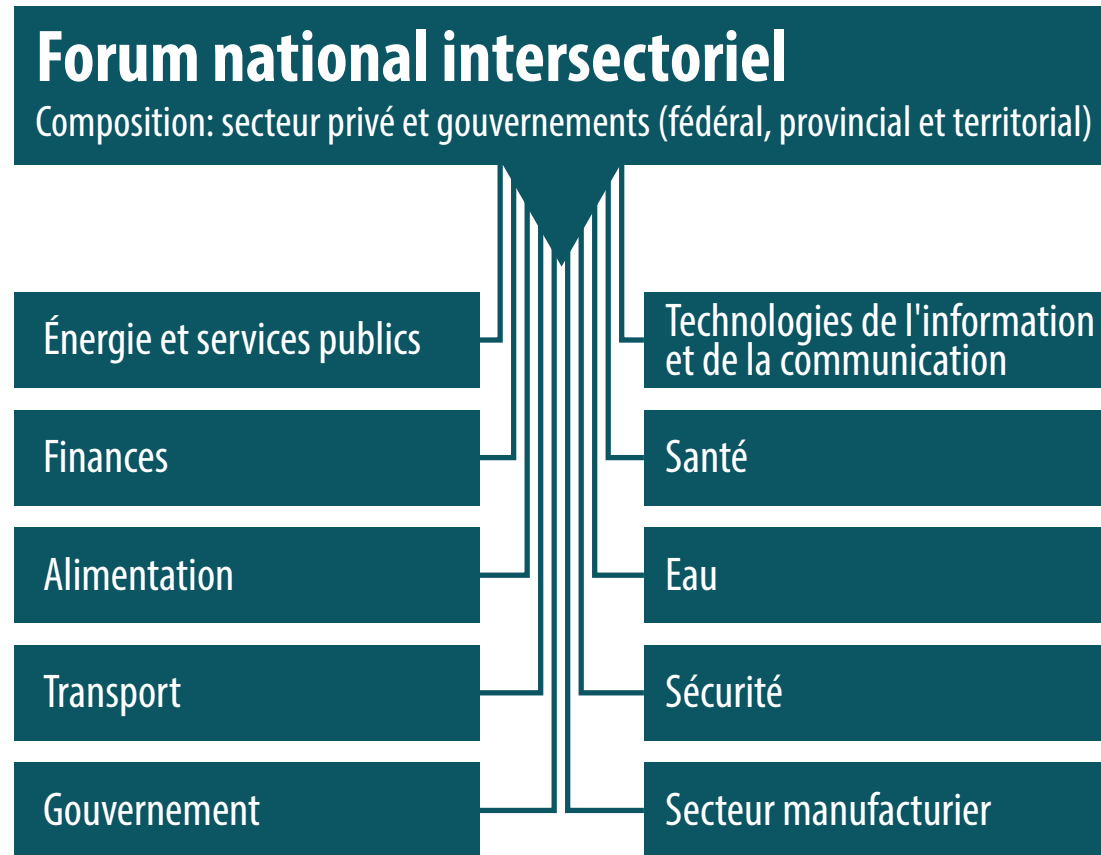 Forum national intersectoriel
Composition: secteur privé et gouvernements (fédéral, provincial et territorial)
Énergie et services publics
Finances
Alimentation
Transport
Gouvernement
Technologies de l'information
et de la communication
Santé
Eau
Sécurité
Secteur manufacturier